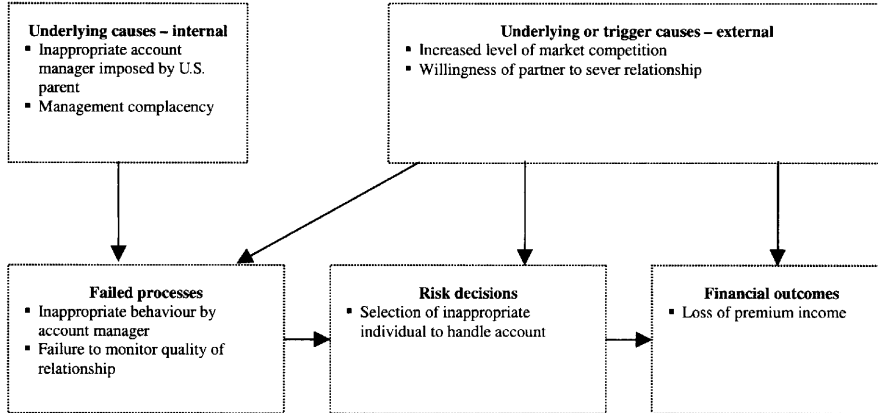 Underlying causes – internal
▪ Inappropriate account
manager imposed by U.S.
parent
▪ Management complacency
Underlying or trigger causes – external
▪ Increased level of market competition
▪ Willingness of partner to sever relationship
Failed processes
▪ Inappropriate behaviour by
account manager
▪ Failure to monitor quality of
relationship
Risk decisions
▪ Selection of inappropriate
individual to handle account
Financial outcomes
▪ Loss of premium income